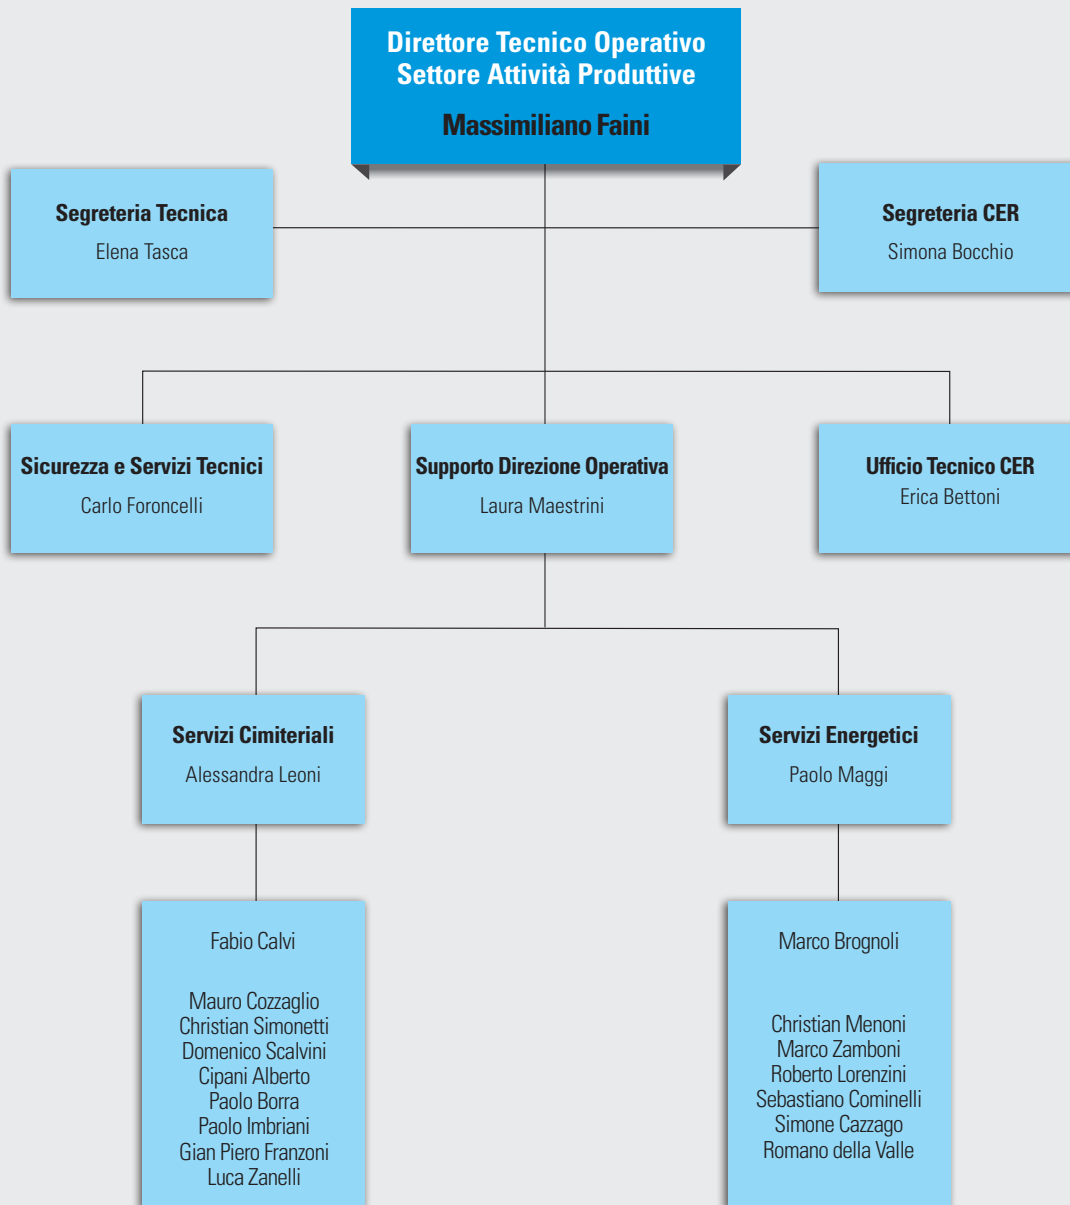 Direttore Tecnico Operativo
Settore Attività Produttive
Massimiliano Faini
Segreteria Tecnica
Elena Tasca
Segreteria CER
Simona Bocchio
Sicurezza e Servizi Tecnici
Carlo Foroncelli
Supporto Direzione Operativa
Laura Maestrini
Ufficio Tecnico CER
Erica Bettoni
Servizi Cimiteriali
Alessandra Leoni
Servizi Energetici
Paolo Maggi
Fabio Calvi
Mauro Cozzaglio
Christian Simonetti
Domenico Scalvini
Cipani Alberto
Paolo Borra
Paolo Imbriani
Gian Piero Franzoni
Luca Zanelli
Marco Brognoli
Christian Menoni
Marco Zamboni
Roberto Lorenzini
Sebastiano Cominelli
Simone Cazzago
Romano della Valle